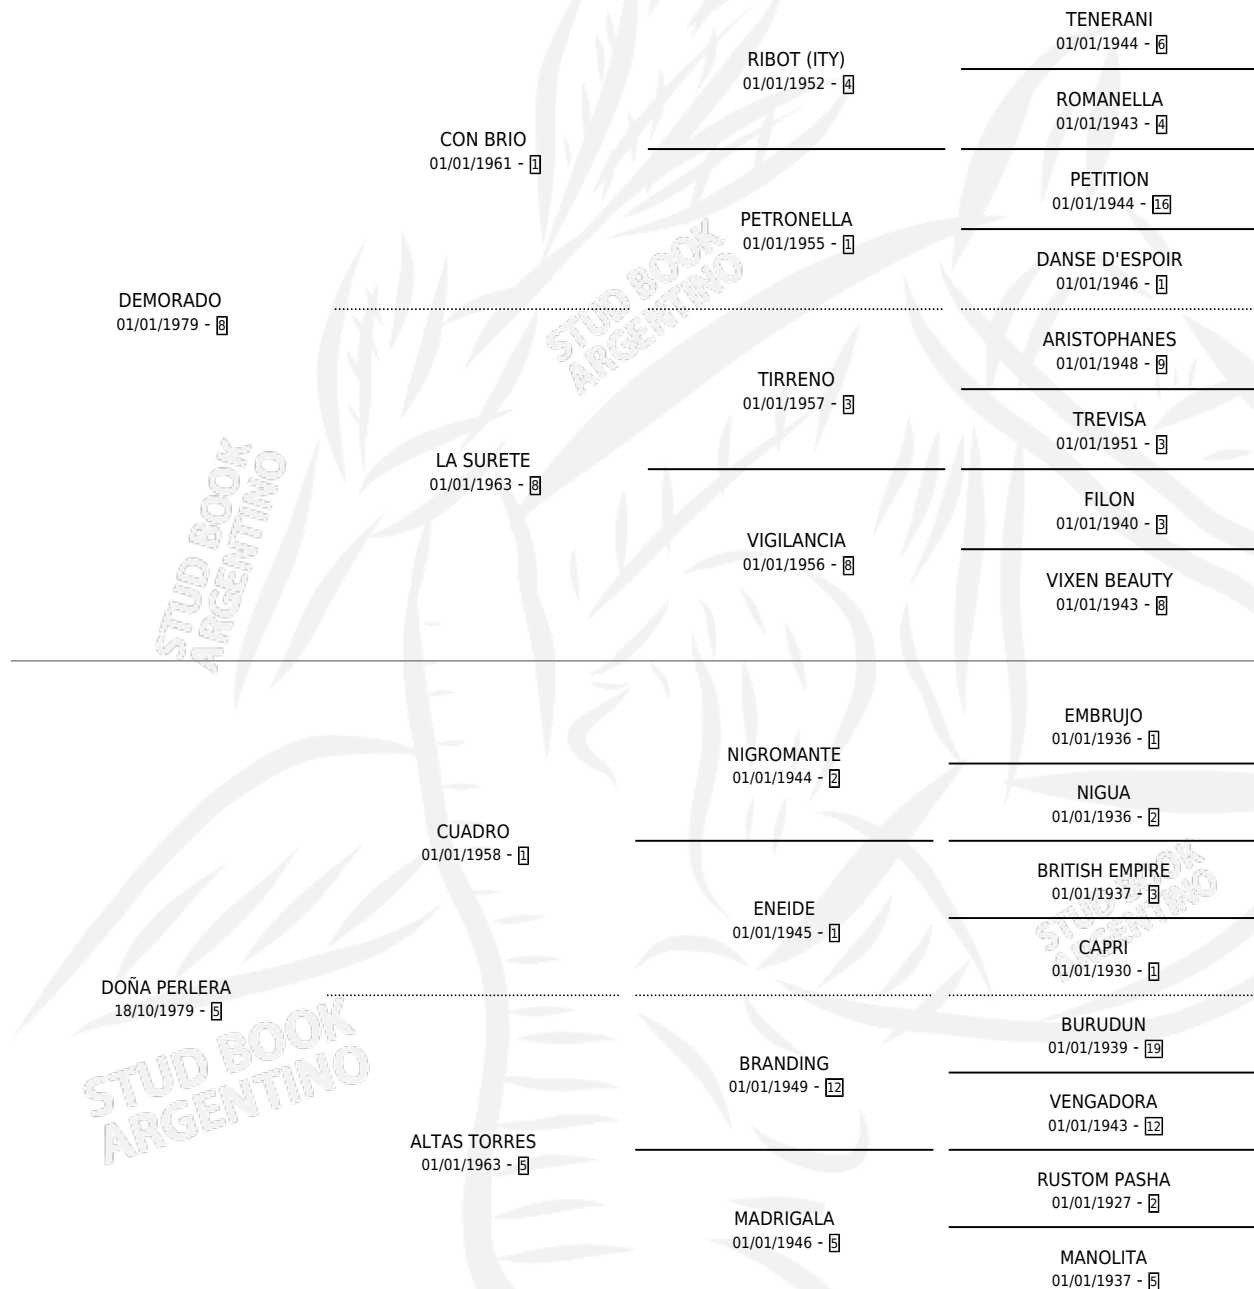 TENERANI
01/01/1944 - 6
RIBOT (ITY)
01/01/1952 - 4
ROMANELLA
01/01/1943 - 4
CON BRIO
01/01/1961 - 1
PETITION
01/01/1944 - 16
PETRONELLA
01/01/1955 - 1
DANSE D'ESPOIR
01/01/1946 - 1
DEMORADO
01/01/1979 - 8
ARISTOPHANES
01/01/1948 - 9
TIRRENO
01/01/1957 - 3
TREVISA
01/01/1951 - 3
LA SURETE
01/01/1963 - 8
FILON
01/01/1940 - 3
VIGILANCIA
01/01/1956 - 8
VIXEN BEAUTY
01/01/1943 - 8
STUD BOOK
ARGENTINO
STUD BOOK
ARGENTINO
EMBRUJO
01/01/1936 - 1
NIGROMANTE
01/01/1944 - 2
NIGUA
01/01/1936 - 2
CUADRO
01/01/1958 - 1
BRITISH EMPIRE
01/01/1937 - 3
ENEIDE
01/01/1945 - 1
CAPRI
01/01/1930 - 1
DOÑA PERLERA
18/10/1979 - 5
BURUDUN
01/01/1939 - 19
BRANDING
01/01/1949 - 12
VENGADORA
01/01/1943 - 12
ALTAS TORRES
01/01/1963 - 5
RUSTOM PASHA
01/01/1927 - 2
MADRIGALA
01/01/1946 - 5
MANOLITA
01/01/1937 - 5
STUD BOOK
ARGENTINO
STUD BOOK
ARGENTINO